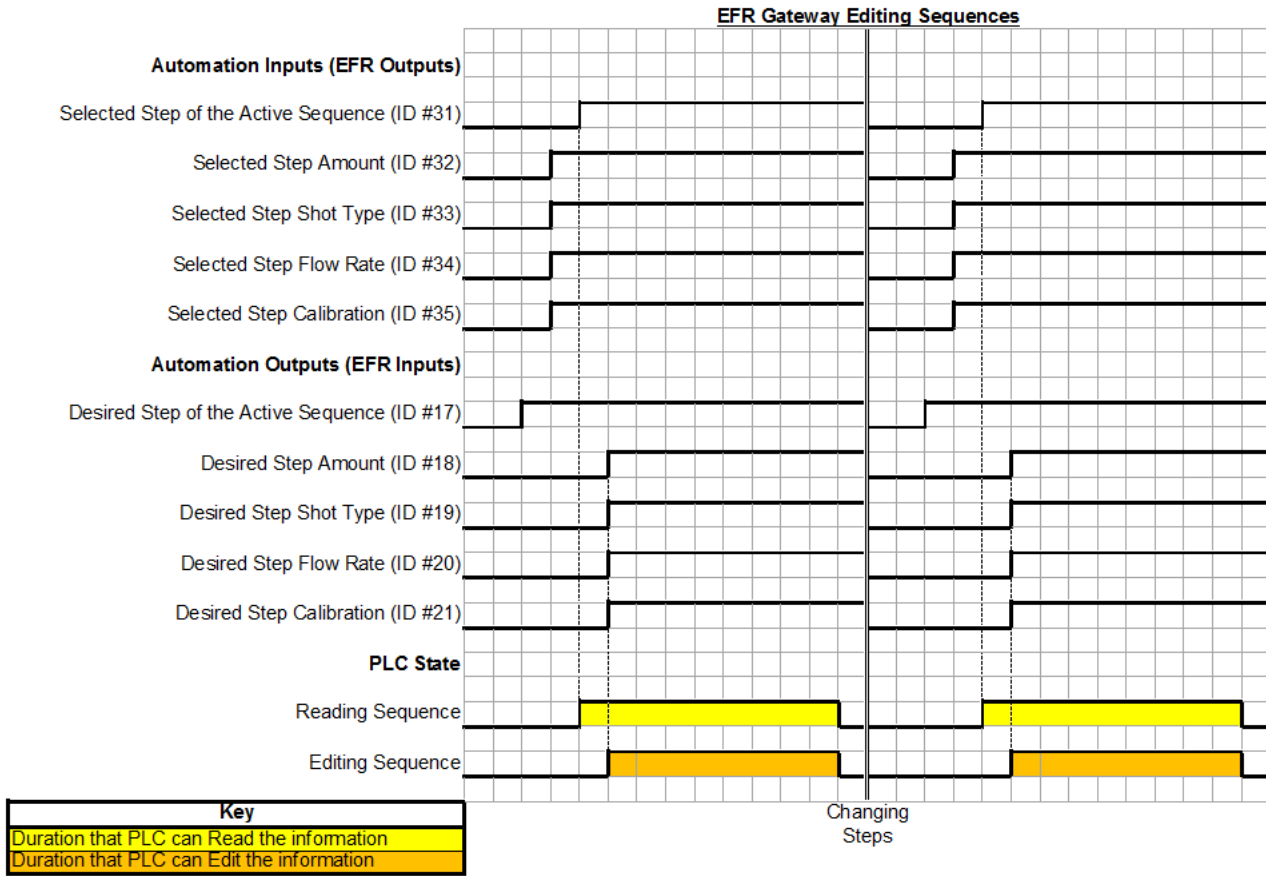 EFR Gateway Editing Sequences
Automation Inputs (EFR Outputs)
Selected Step of the Active Sequence (ID #31)
Selected Step Amount (ID #32)
Selected Step Shot Type (ID #33)
Selected Step Flow Rate (ID #34)
Selected Step Calibration (ID #35)
Automation Outputs (EFR Inputs)
Desired Step of the Active Sequence (ID #17)
Desired Step Amount (ID #18)
Desired Step Shot Type (ID #19)
Desired Step Flow Rate (ID #20)
Desired Step Calibration (ID #21)
PLC State
Reading Sequence
Editing Sequence
Key
Duration that PLC can Read the information
Duration that PLC can Edit the information
Changing
Steps